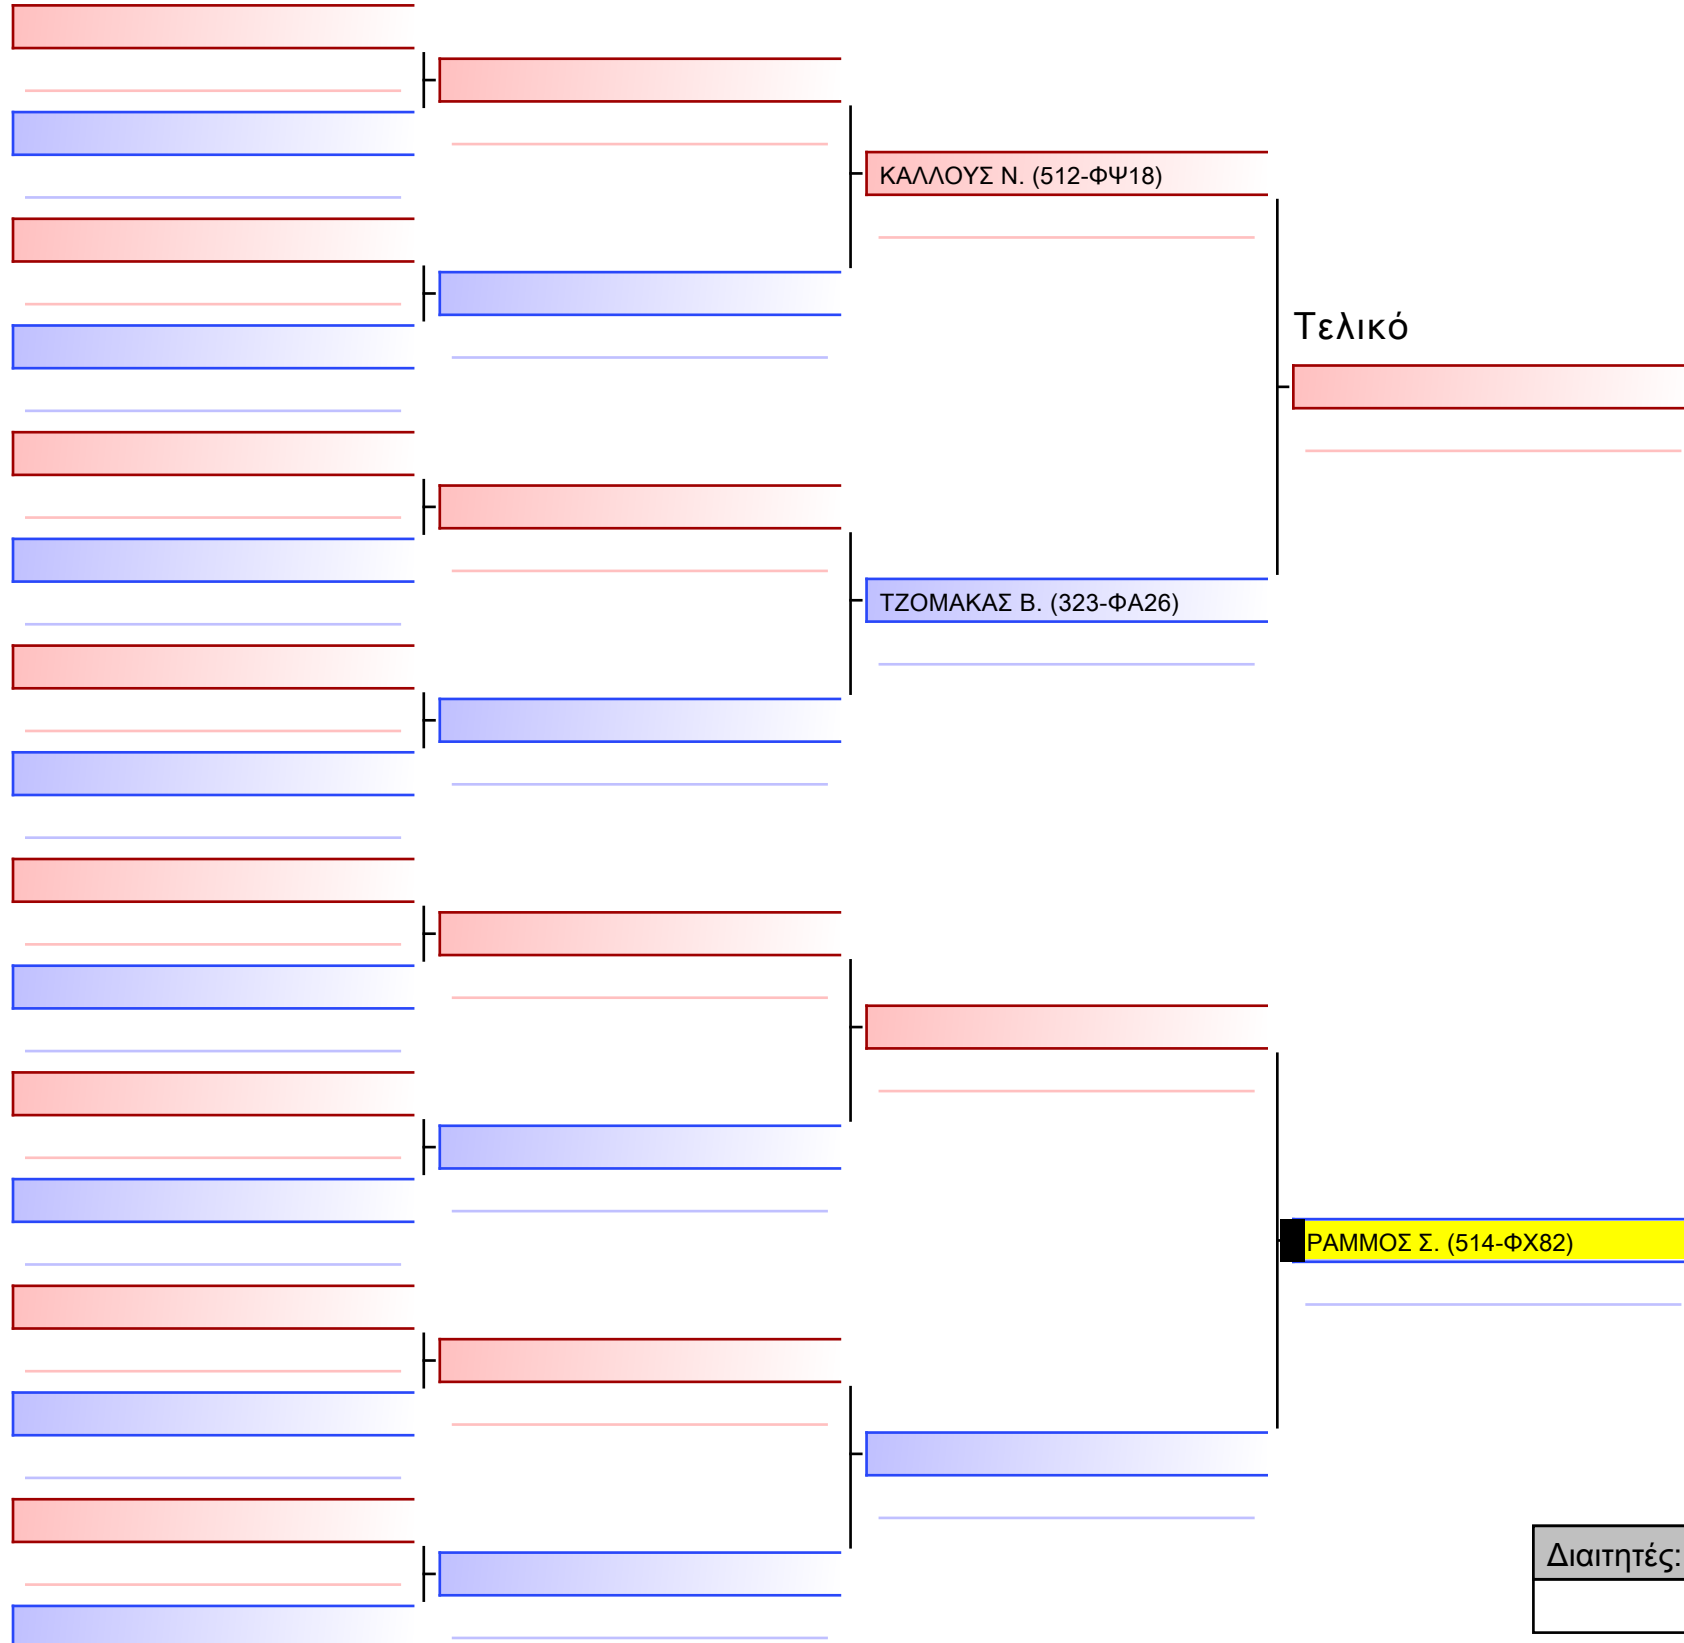 ΚΑΛΛΟΥΣ Ν. (512-ΦΨ18)
Τελικό
ΤΖΟΜΑΚΑΣ Β. (323-ΦΑ26)
ΡΑΜΜΟΣ Σ. (514-ΦΧ82)
Διαιτητές: